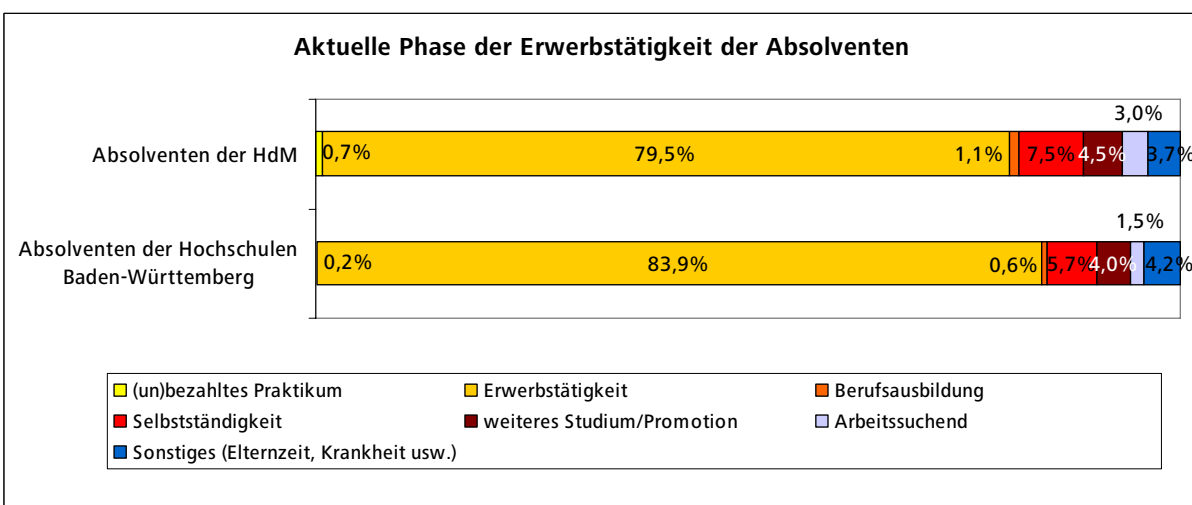 Aktuelle Phase der Erwerbstätigkeit der Absolventen
3,0%
Absolventen der HdM
0,7% 79,5% 1,1% 7,5% 4,5% 3,7%
1,5%
Absolventen der Hochschulen
Baden-Württemberg
0,2% 83,9% 0,6% 5,7% 4,0% 4,2%
(un)bezahltes Praktikum Erwerbstätigkeit Berufsausbildung
Selbstständigkeit weiteres Studium/Promotion Arbeitssuchend
Sonstiges (Elternzeit, Krankheit usw.)